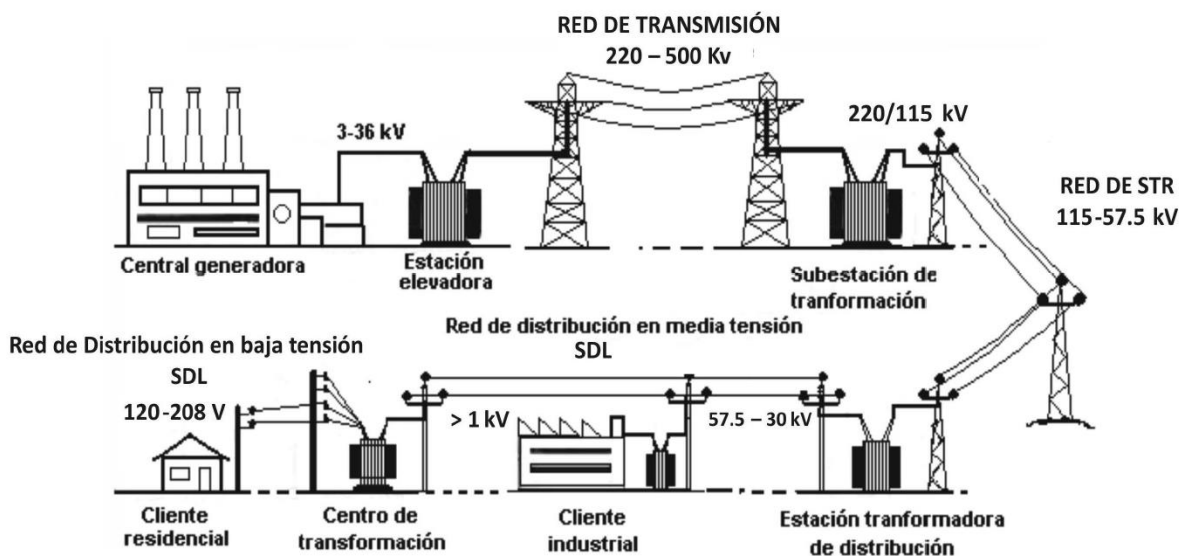 RED DE TRANSMISIÓN
220 – 500 Kv
3-36 kV
220/115 kV
RED DE STR
115-57.5 kV
Central generadora
Estación
elevadora
Subestación de
tranformación
Red de distribución en media tensión
SDL
Red de Distribución en baja tensión
SDL
120-208 V
> 1 kV
57.5 – 30 kV
Cliente
residencial
Centro de
transformación
Cliente
industrial
Estación tranformadora
de distribución